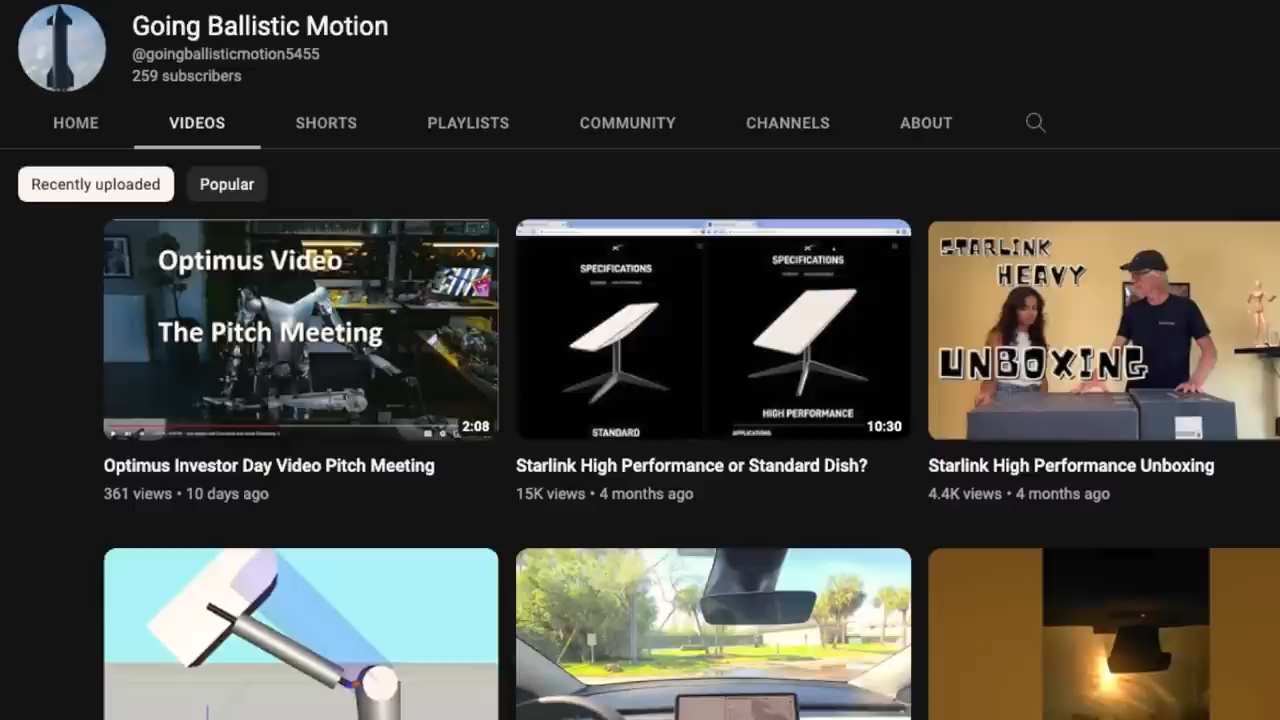 Going Ballistic Motion
@goingballisticmotion5455
259 subscribers
HOME VIDEOS SHORTS PLAYLISTS COMMUNITY CHANNELS ABOUT
Recently uploaded Popular
Optimus Video
The Pitch Meeting
2:08
SPECIFICATIONS
STANDARD
SPECIFICATIONS
HIGH PERFORMANCE
APPLICATIONS
10:30
STARLINK
HEAVY
UNBOXING
Optimus Investor Day Video Pitch Meeting
361 views • 10 days ago
Starlink High Performance or Standard Dish?
15K views • 4 months ago
Starlink High Performance Unboxing
4.4K views • 4 months ago